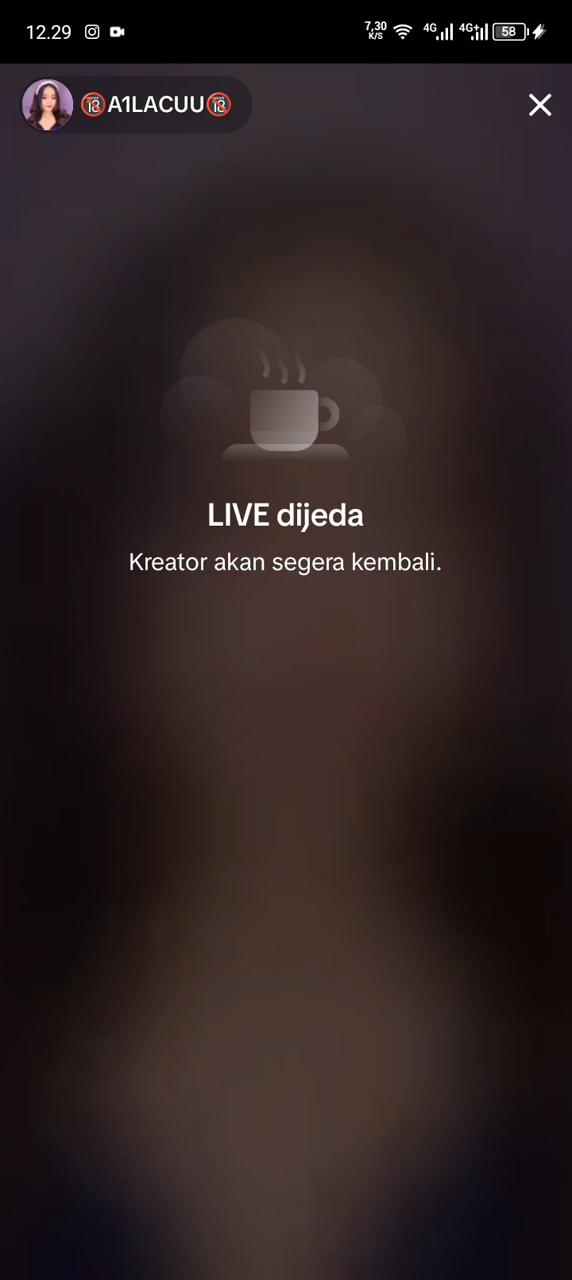 12.29
7,30
K/S
4G
4G+
58
🔞A1LACUU🔞
LIVE dijeda
Kreator akan segera kembali.